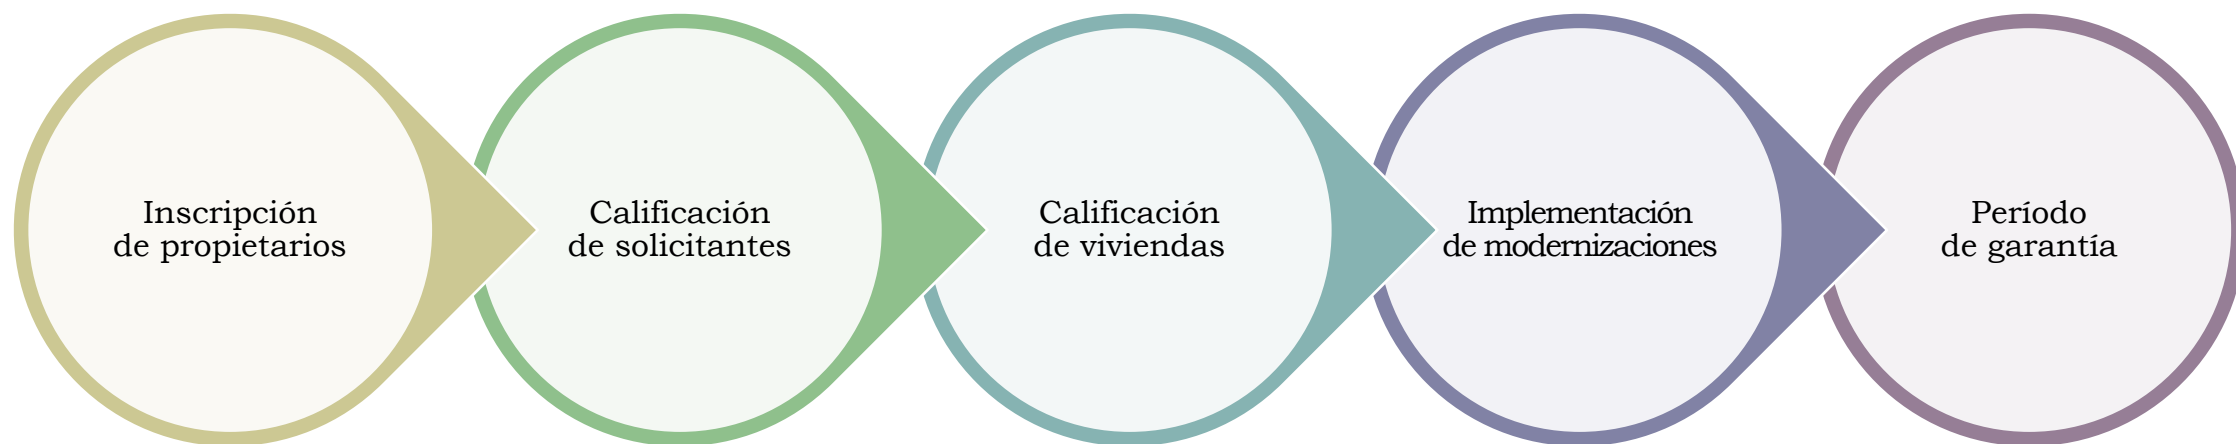 Inscripción
de propietarios
Calificación
de solicitantes
Calificación
de viviendas
Implementación
de modernizaciones
Período
de garantía